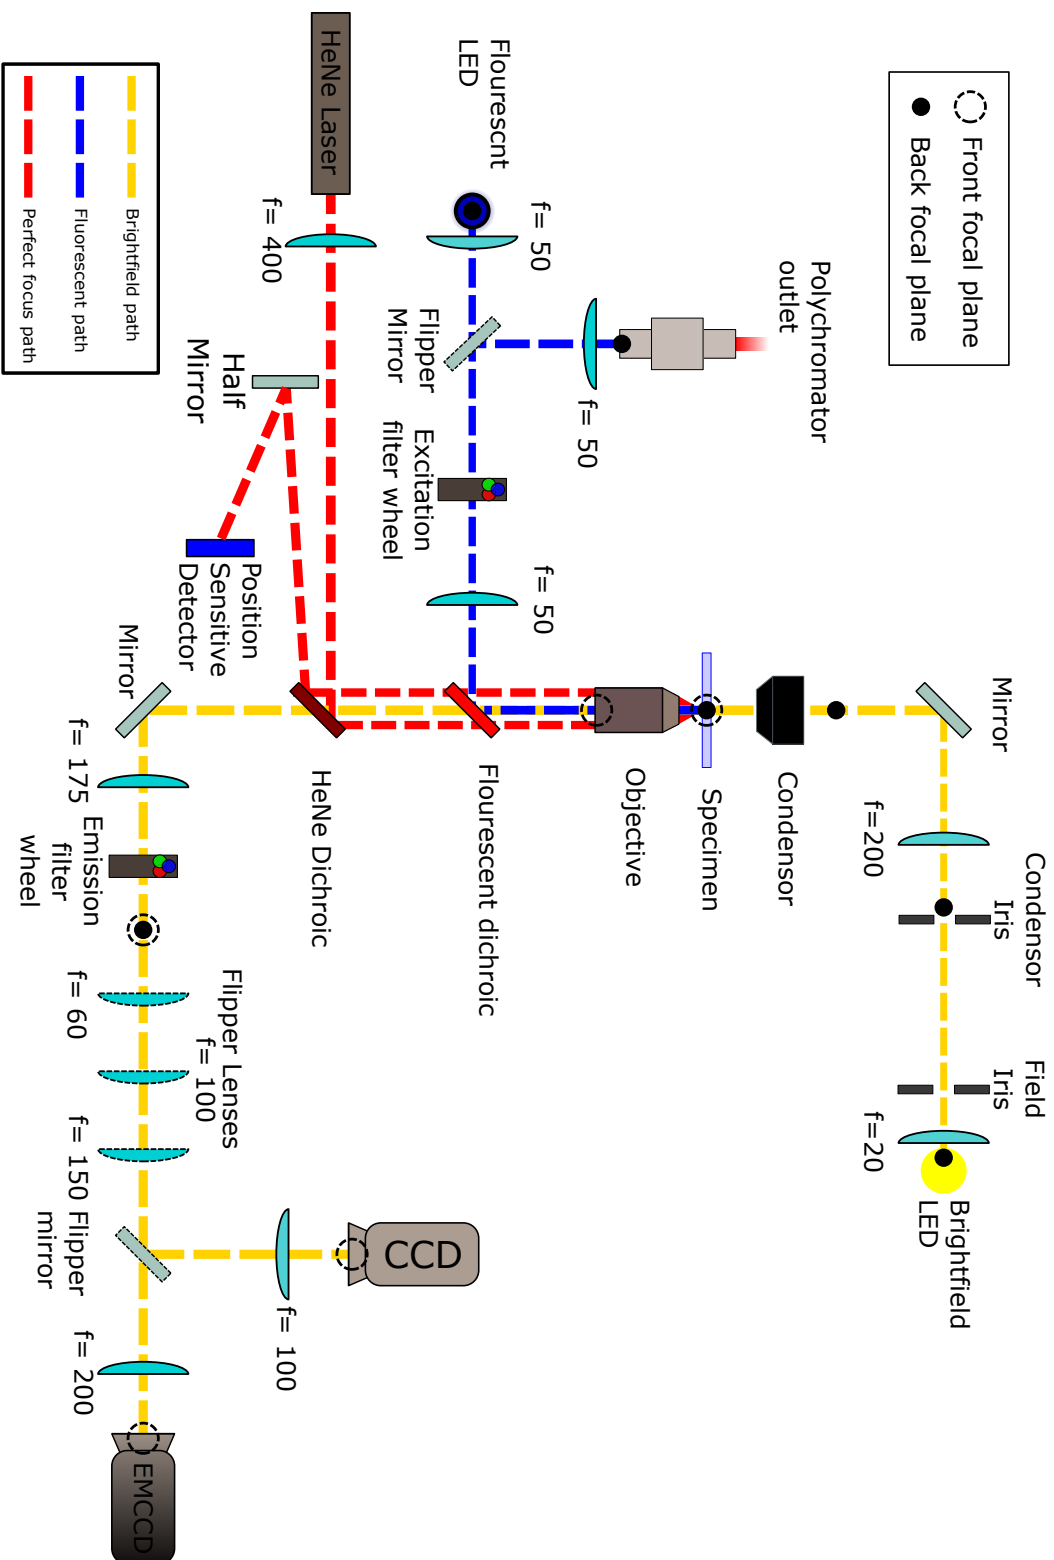 Front focal plane
Back focal plane
Polychromator
outlet
Flourescnt
LED
f= 50
f= 50
Flipper
Mirror
Excitation
filter wheel
f= 50
HeNe Laser
f= 400
Half
Mirror
Position
Sensitive
Detector
Brightfield path
Fluorescent path
Perfect focus path
Mirror
f=200
Condensor
Iris
Field
Iris
f=20
Brightfield
LED
Condensor
Specimen
Objective
Flourescent dichroic
HeNe Dichroic
Mirror
f= 175
Emission
filter
wheel
f= 60
Flipper Lenses
f= 100
f= 150
Flipper
mirror
CCD
f= 100
f= 200
EMCCD